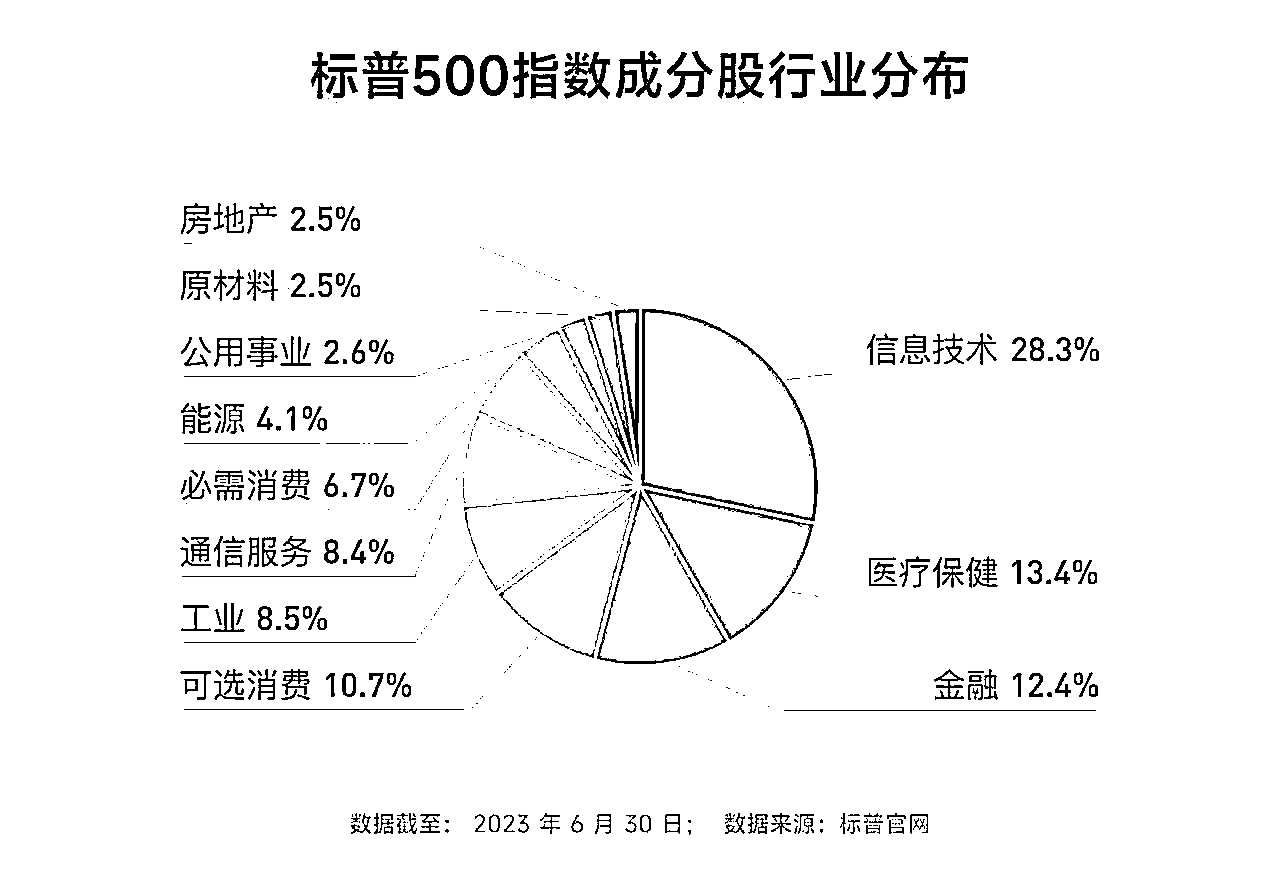 标普500指数成分股行业分布
房地产 2.5%
原材料 2.5%
公用事业 2.6%
能源 4.1%
必需消费 6.7%
通信服务 8.4%
工业 8.5%
可选消费 10.7%
信息技术 28.3%
医疗保健 13.4%
金融 12.4%
数据截至： 2023 年 6 月 30 日； 数据来源：标普官网